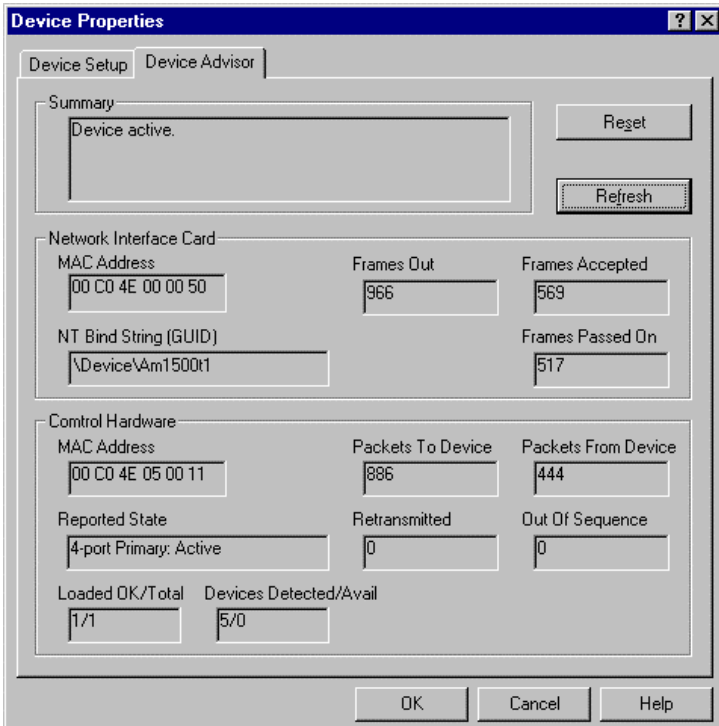 Device Properties
Device Setup
Device Advisor
Summary
Device active.
Reset
Refresh
Network Interface Card
MAC Address
Frames Out
Frames Accepted
00 C0 4E 00 00 50
966
569
NT Bind String (GUID)
Frames Passed On
\Device\Am1500t1
517
Comtrol Hardware
MAC Address
Packets To Device
Packets From Device
00 C0 4E 05 00 11
886
444
Reported State
Retransmitted
Out Of Sequence
4-port Primary: Active
0
0
Loaded OK/Total
Devices Detected/Avail
1/1
5/0
OK
Cancel
Help